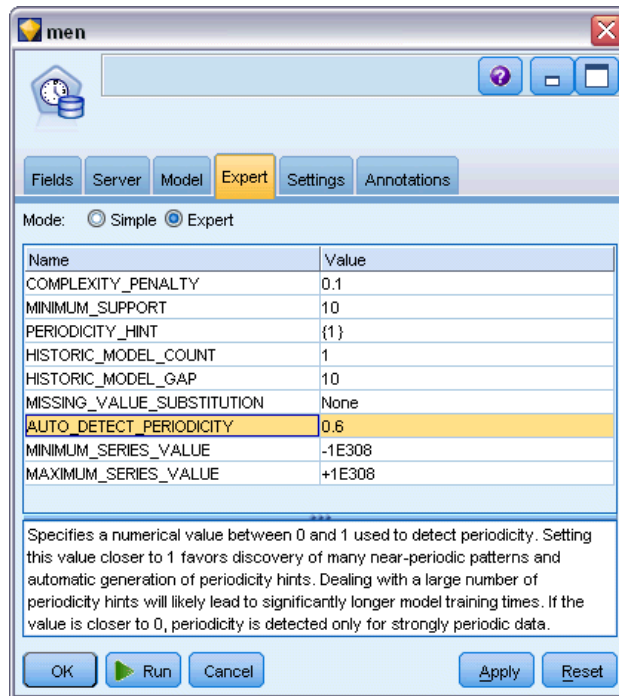 men
Fields Server Model Expert Settings Annotations
Mode: Simple Expert
Name Value
COMPLEXITY_PENALTY 0.1
MINIMUM_SUPPORT 10
PERIODICITY_HINT {1}
HISTORIC_MODEL_COUNT 1
HISTORIC_MODEL_GAP 10
MISSING_VALUE_SUBSTITUTION None
AUTO_DETECT_PERIODICITY 0.6
MINIMUM_SERIES_VALUE -1E308
MAXIMUM_SERIES_VALUE +1E308
Specifies a numerical value between 0 and 1 used to detect periodicity. Setting
this value closer to 1 favors discovery of many near-periodic patterns and
automatic generation of periodicity hints. Dealing with a large number of
periodicity hints will likely lead to significantly longer model training times. If the
value is closer to 0, periodicity is detected only for strongly periodic data.
OK Run Cancel Apply Reset